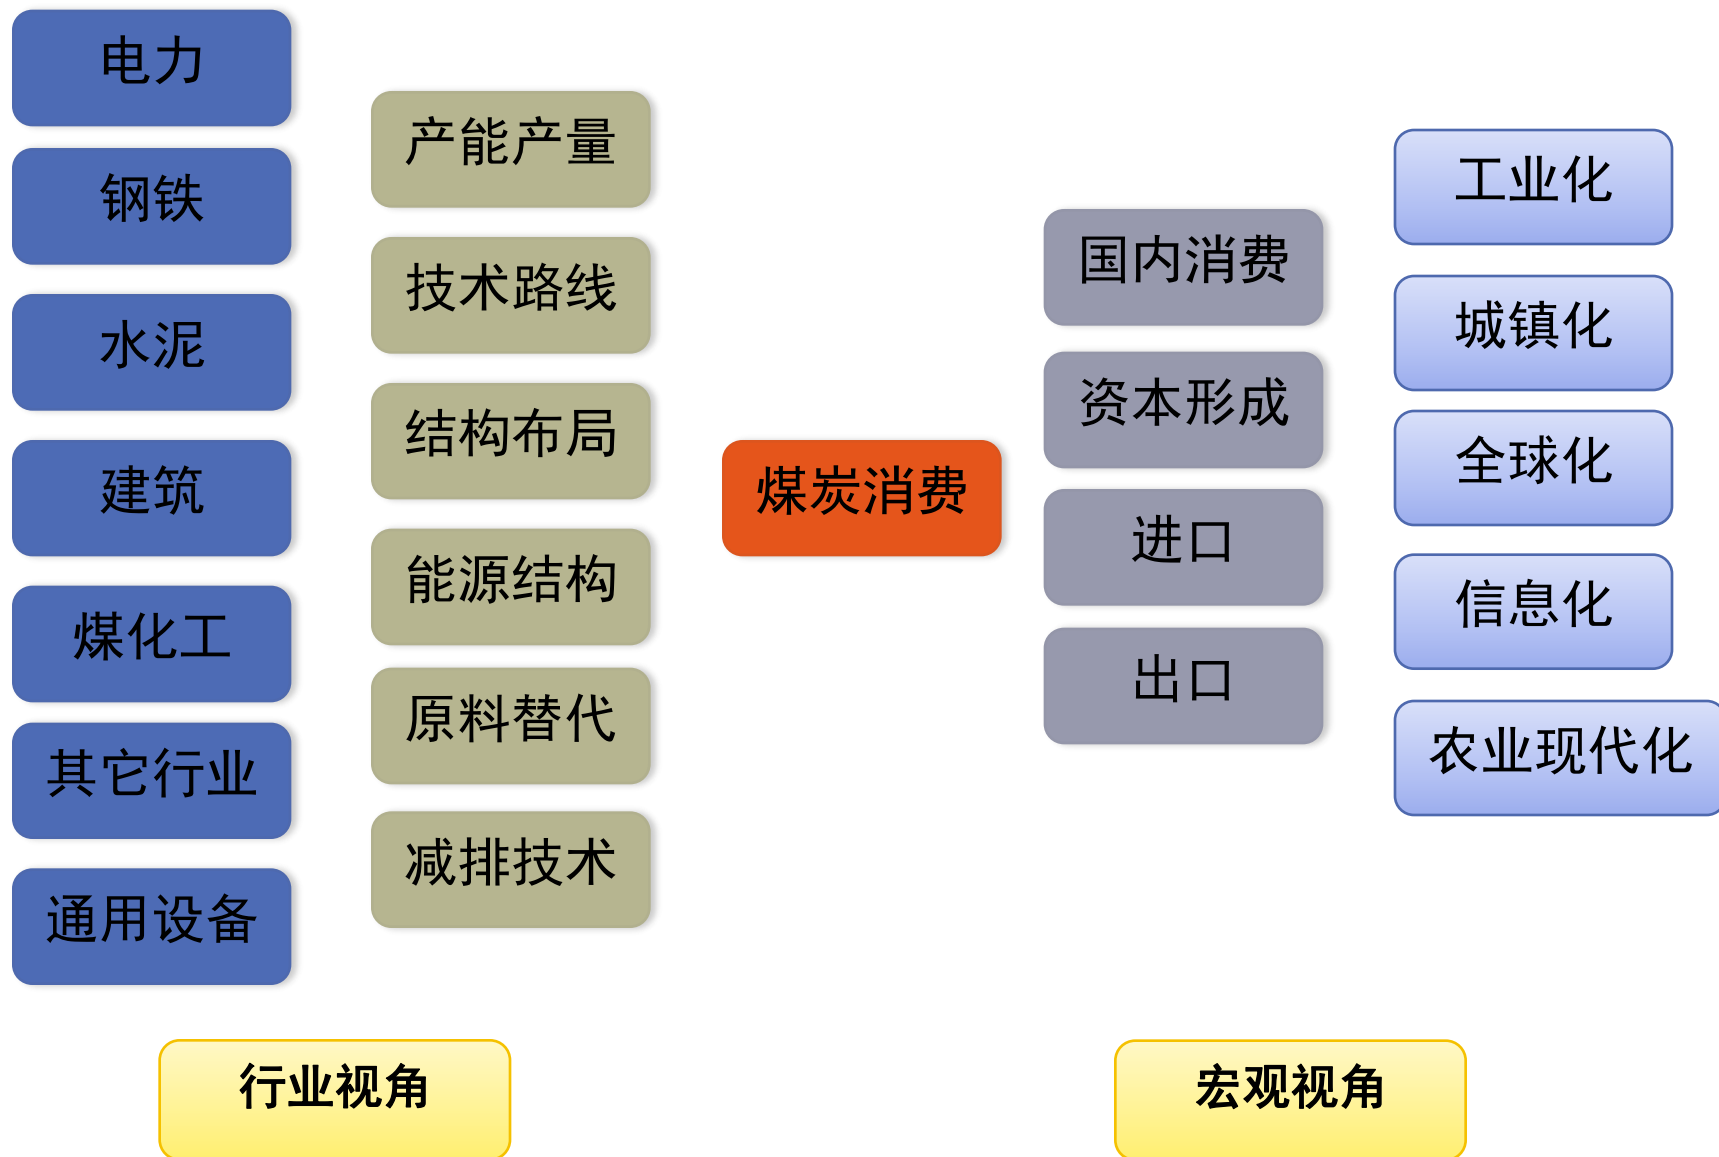 电力
钢铁
水泥
建筑
煤化工
其它行业
通用设备
产能产量
技术路线
结构布局
能源结构
原料替代
减排技术
煤炭消费
国内消费
资本形成
进口
出口
工业化
城镇化
全球化
信息化
农业现代化
行业视角
宏观视角